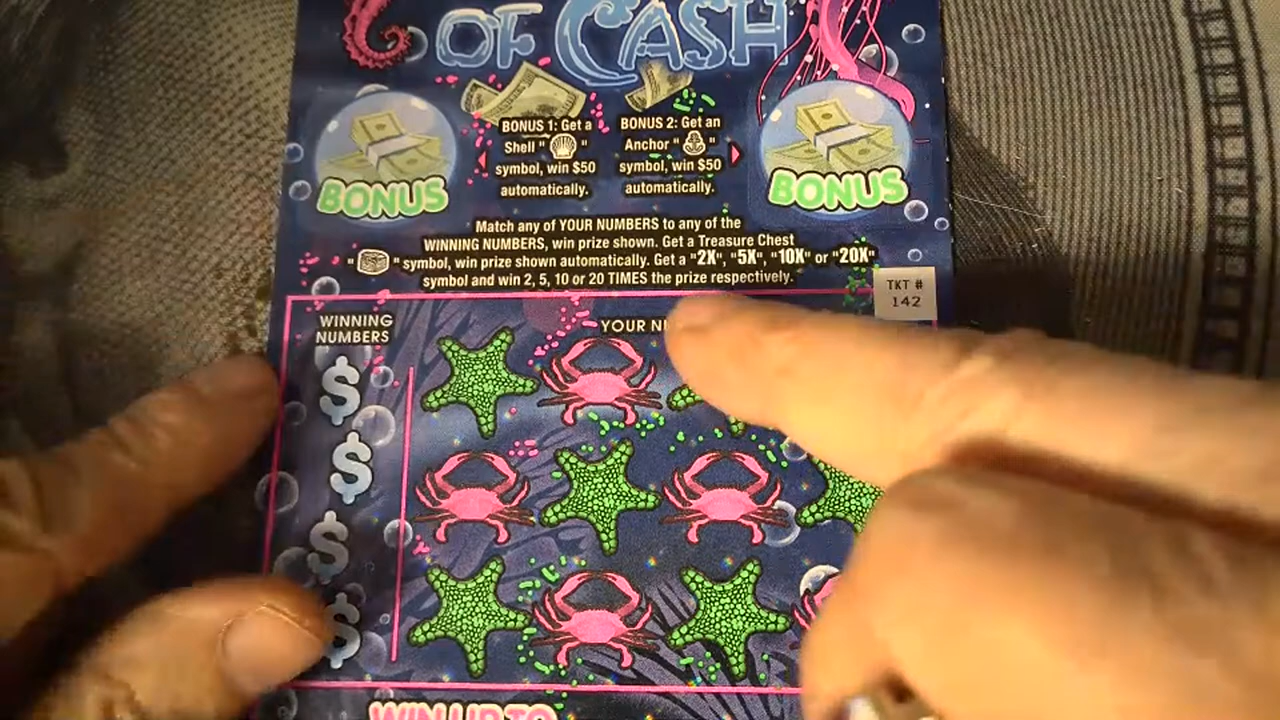 OF CASH
BONUS 1: Get a
Shell " "
symbol, win $50
automatically.
BONUS 2: Get an
Anchor " "
symbol, win $50
automatically.
BONUS
BONUS
Match any of YOUR NUMBERS to any of the
WINNING NUMBERS, win prize shown. Get a Treasure Chest
" " symbol, win prize shown automatically. Get a "2X", "5X", "10X" or "20X"
symbol and win 2, 5, 10 or 20 TIMES the prize respectively.
TKT #
142
WINNING
NUMBERS
YOUR
$
$
$
$
WIN UP TO